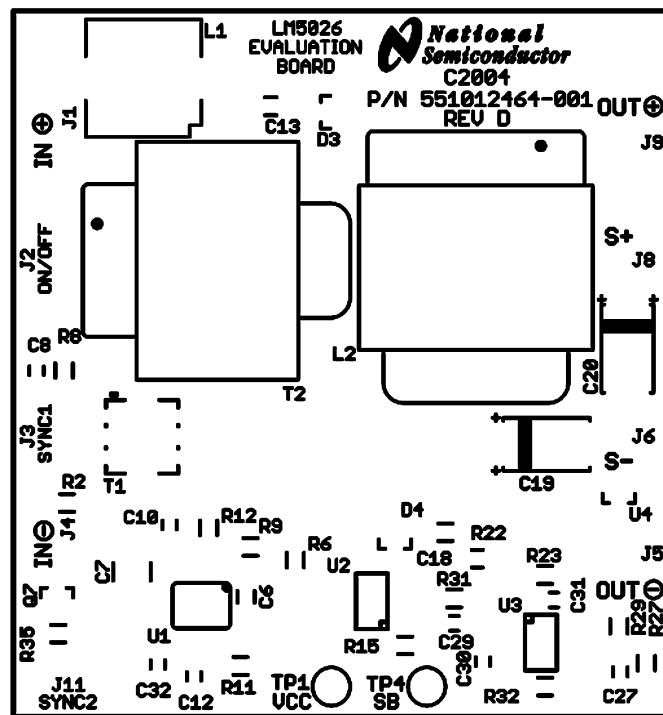 L1
LM5026
EVALUATION
BOARD
National
Semiconductor
C2004
P/N 551012464-001
REV D
OUT
J1
C13
D3
IN
J9
J2
ON/OFF
S+
J8
C8
R8
L2
T2
C20
J3
SYNC1
T1
S-
J6
C19
R2
J4
IN
C10
R12
R9
R6
D4
C18
R22
U4
J5
C7
U2
R31
R23
Q7
C6
U3
C31
OUT
R29
R27
R35
U1
R15
C29
C30
J11
SYNC2
C32
C12
R11
TP1
VCC
TP4
SB
R32
C27